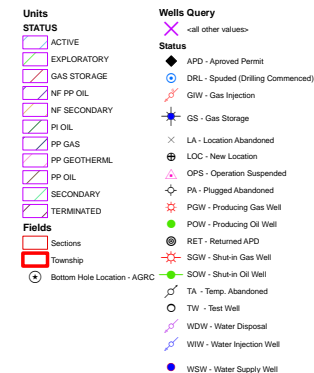 Units
STATUS
ACTIVE
EXPLORATORY
GAS STORAGE
NF PP OIL
NF SECONDARY
PI OIL
PP GAS
PP GEOTHERML
PP OIL
SECONDARY
TERMINATED
Fields
Sections
Township
Bottom Hole Location - AGRC
Wells Query
<all other values>
Status
APD - Aproved Permit
DRL - Spuded (Drilling Commenced)
GIW - Gas Injection
GS - Gas Storage
LA - Location Abandoned
LOC - New Location
OPS - Operation Suspended
PA - Plugged Abandoned
PGW - Producing Gas Well
POW - Producing Oil Well
RET - Returned APD
SGW - Shut-in Gas Well
SOW - Shut-in Oil Well
TA - Temp. Abandoned
TW - Test Well
WDW - Water Disposal
WIW - Water Injection Well
WSW - Water Supply Well